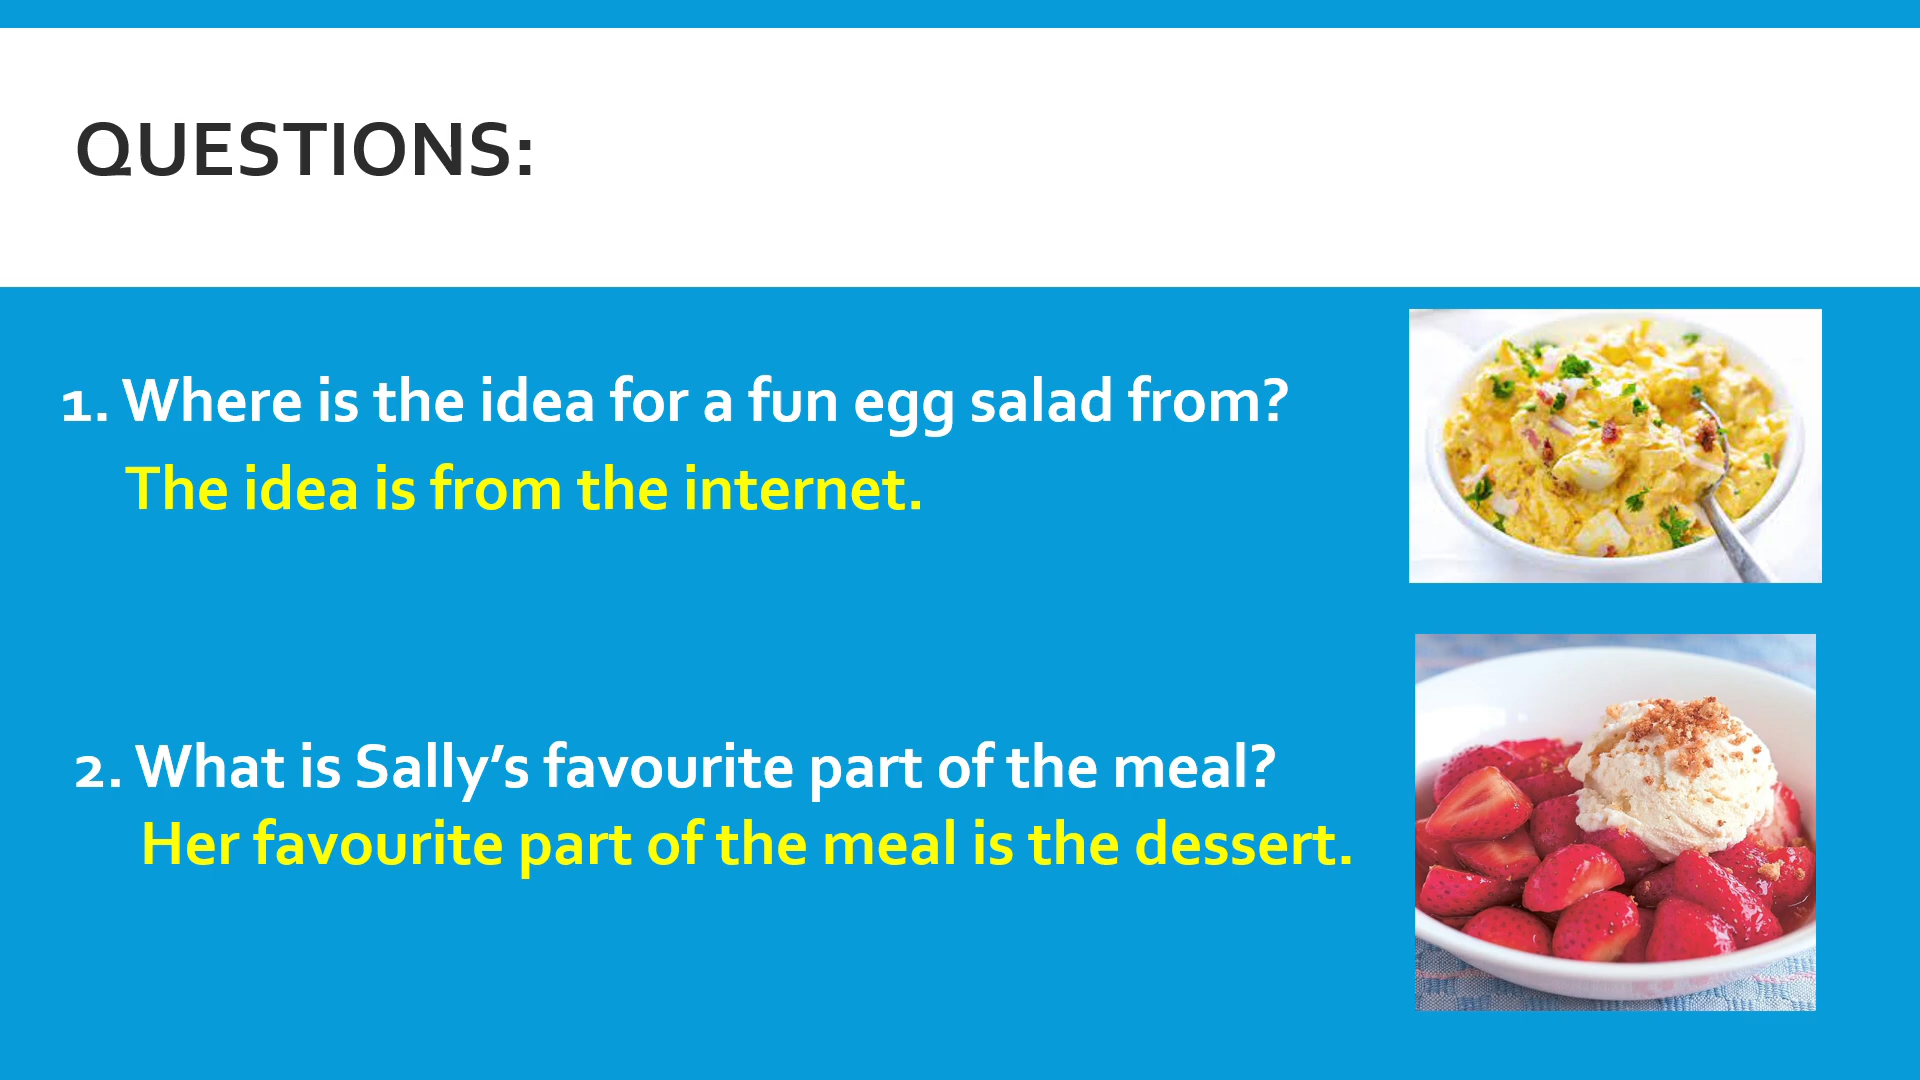 QUESTIONS:
1. Where is the idea for a fun egg salad from?
The idea is from the internet.
2. What is Sally’s favourite part of the meal?
Her favourite part of the meal is the dessert.